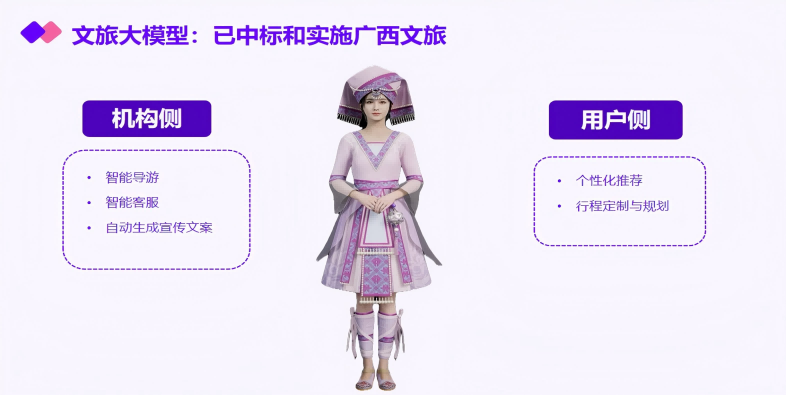 文旅大模型：已中标和实施广西文旅
机构侧
• 智能导游
• 智能客服
• 自动生成宣传文案
用户侧
• 个性化推荐
• 行程定制与规划